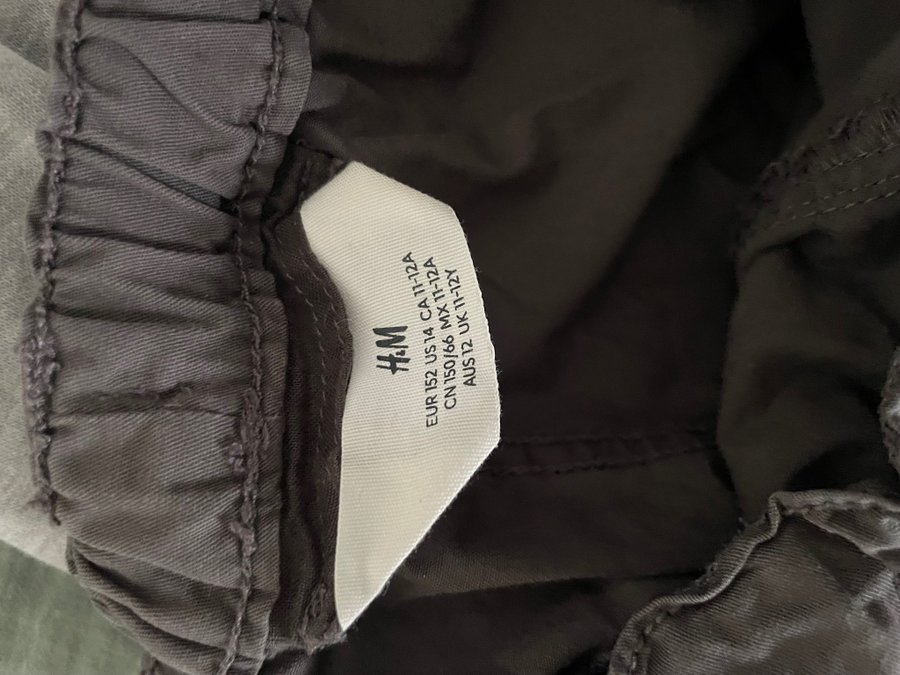 H&M
EUR 152 US 14 CA 11-12A
CN 150/66 MX 11-12A
AUS 12 UK 11-12Y